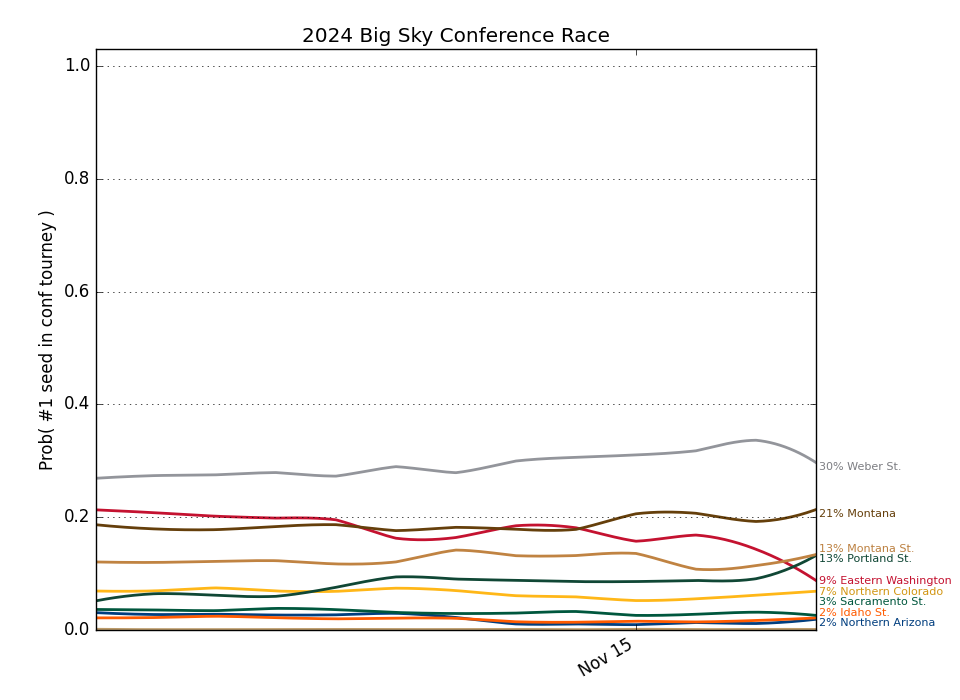 2024 Big Sky Conference Race
Prob( #1 seed in conf tourney )
1.0
0.8
0.6
0.4
0.2
0.0
Nov 15
30% Weber St.
21% Montana
13% Montana St.
13% Portland St.
9% Eastern Washington
7% Northern Colorado
3% Sacramento St.
2% Idaho St.
2% Northern Arizona